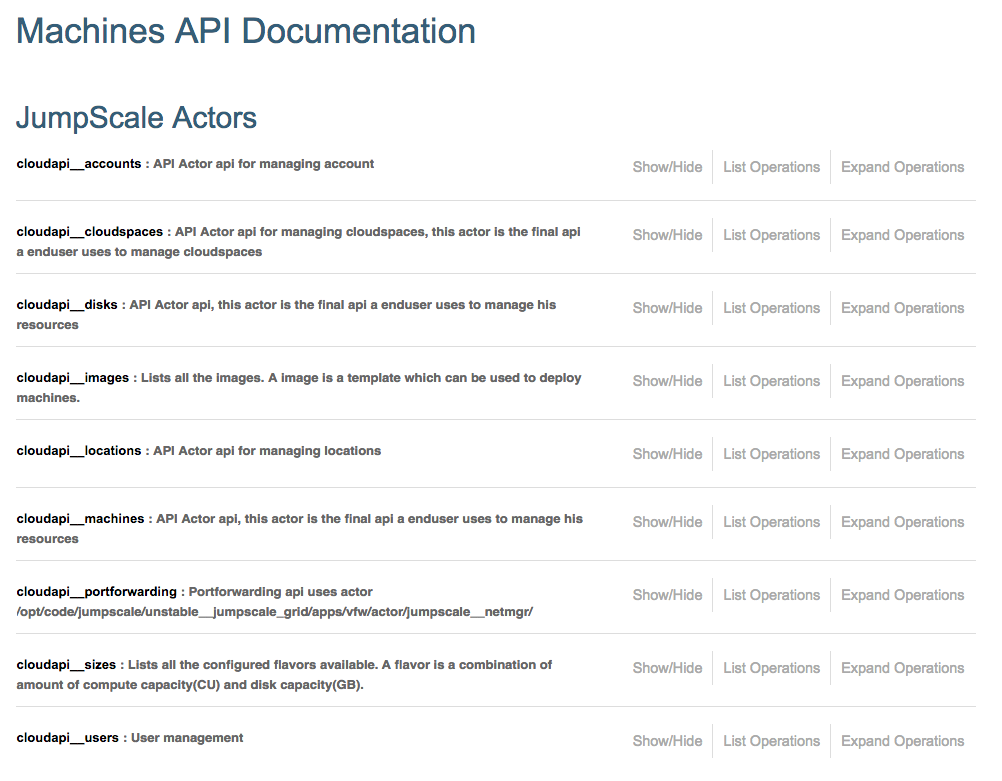 Machines API Documentation
JumpScale Actors
cloudapi__accounts : API Actor api for managing account
Show/Hide List Operations Expand Operations
cloudapi__cloudspaces : API Actor api for managing cloudspaces, this actor is the final api
a enduser uses to manage cloudspaces
Show/Hide List Operations Expand Operations
cloudapi__disks : API Actor api, this actor is the final api a enduser uses to manage his
resources
Show/Hide List Operations Expand Operations
cloudapi__images : Lists all the images. A image is a template which can be used to deploy
machines.
Show/Hide List Operations Expand Operations
cloudapi__locations : API Actor api for managing locations
Show/Hide List Operations Expand Operations
cloudapi__machines : API Actor api, this actor is the final api a enduser uses to manage his
resources
Show/Hide List Operations Expand Operations
cloudapi__portforwarding : Portforwarding api uses actor
/opt/code/jumpscale/unstable__jumpscale_grid/apps/vfw/actor/jumpscale__netmgr/
Show/Hide List Operations Expand Operations
cloudapi__sizes : Lists all the configured flavors available. A flavor is a combination of
amount of compute capacity(CU) and disk capacity(GB).
Show/Hide List Operations Expand Operations
cloudapi__users : User management
Show/Hide List Operations Expand Operations